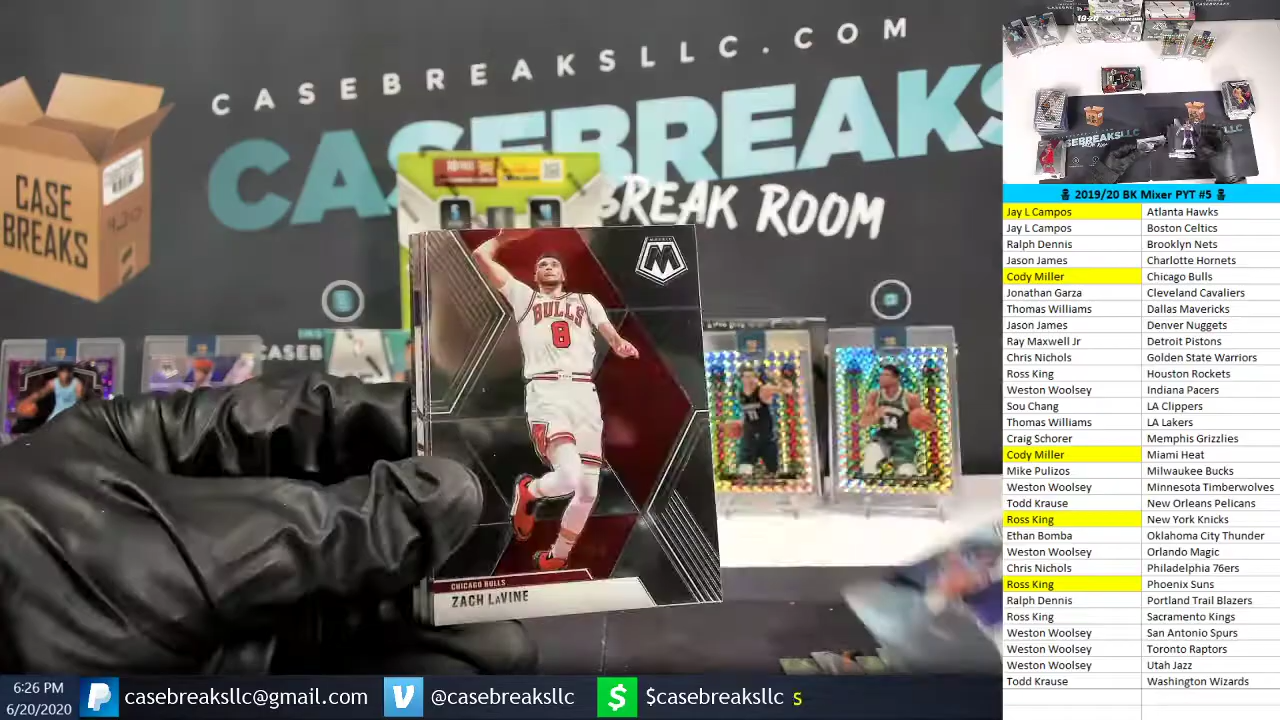 CASEBREAKSLLC.COM
CASEBREAKS
BREAK ROOM
CASE
BREAKS
CASEB
MOSAIC
M
BULLS
8
CHICAGO BULLS
ZACH LaVINE
11
34
19-20
CASEBREAKSLLC
2019/20 BK Mixer PYT #5
Jay L Campos Atlanta Hawks
Jay L Campos Boston Celtics
Ralph Dennis Brooklyn Nets
Jason James Charlotte Hornets
Cody Miller Chicago Bulls
Jonathan Garza Cleveland Cavaliers
Thomas Williams Dallas Mavericks
Jason James Denver Nuggets
Ray Maxwell Jr Detroit Pistons
Chris Nichols Golden State Warriors
Ross King Houston Rockets
Weston Woolsey Indiana Pacers
Sou Chang LA Clippers
Thomas Williams LA Lakers
Craig Schorer Memphis Grizzlies
Cody Miller Miami Heat
Mike Pulizos Milwaukee Bucks
Weston Woolsey Minnesota Timberwolves
Todd Krause New Orleans Pelicans
Ross King New York Knicks
Ethan Bomba Oklahoma City Thunder
Weston Woolsey Orlando Magic
Chris Nichols Philadelphia 76ers
Ross King Phoenix Suns
Ralph Dennis Portland Trail Blazers
Ross King Sacramento Kings
Weston Woolsey San Antonio Spurs
Weston Woolsey Toronto Raptors
Weston Woolsey Utah Jazz
Todd Krause Washington Wizards
6:26 PM
6/20/2020
casebreaksllc@gmail.com
@casebreaksllc
$casebreaksllc s